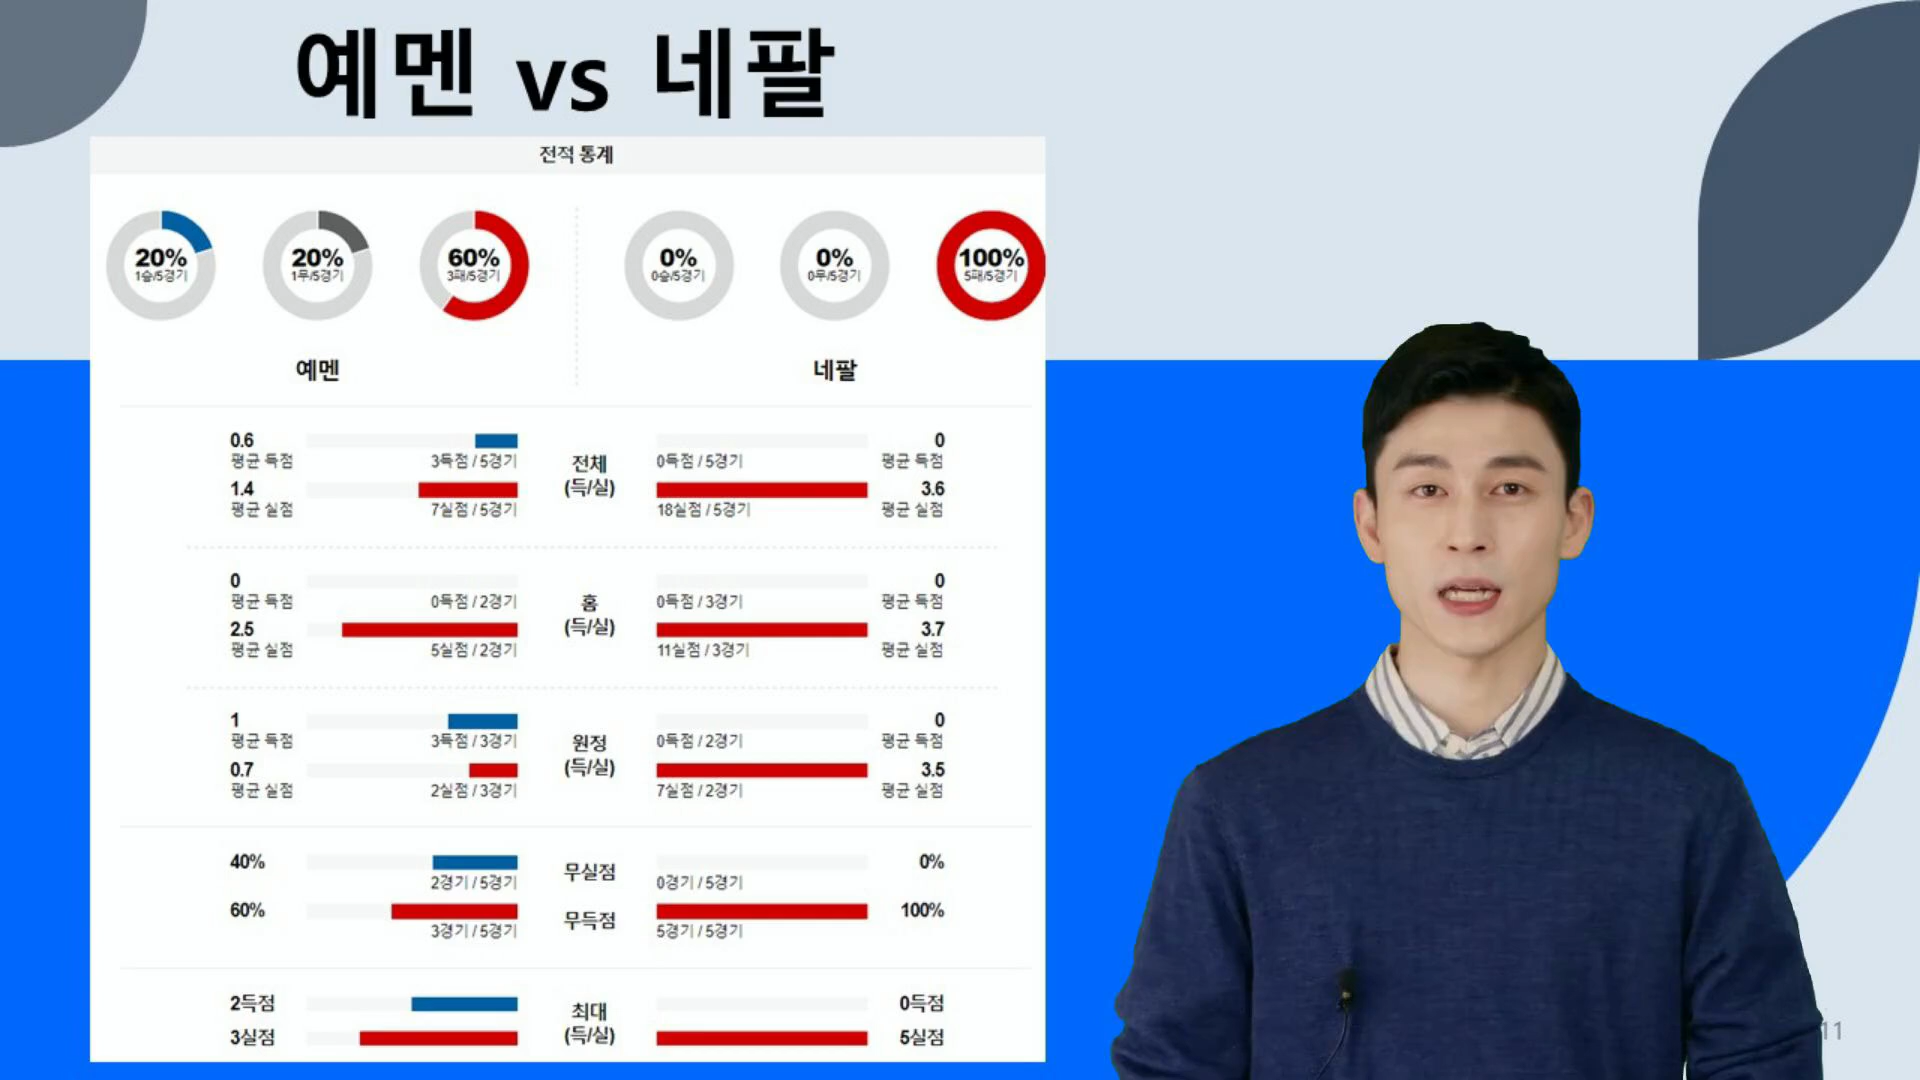 예멘 vs 네팔
전적 통계
20% 20% 60% 0% 0% 100%
1승/5경기 1무/5경기 3패/5경기 0승/5경기 0무/5경기 5패/5경기
예멘 네팔
0.6 0
평균 득점 3득점 / 5경기 전체 0득점 / 5경기 평균 득점
1.4 (득/실) 3.6
평균 실점 7실점 / 5경기 18실점 / 5경기 평균 실점
0 0
평균 득점 0득점 / 2경기 홈 0득점 / 3경기 평균 득점
2.5 (득/실) 3.7
평균 실점 5실점 / 2경기 11실점 / 3경기 평균 실점
1 0
평균 득점 3득점 / 3경기 원정 0득점 / 2경기 평균 득점
0.7 (득/실) 3.5
평균 실점 2실점 / 3경기 7실점 / 2경기 평균 실점
40% 무실점 0%
2경기 / 5경기 0경기 / 5경기
60% 무득점 100%
3경기 / 5경기 5경기 / 5경기
2득점 최대 0득점
3실점 (득/실) 5실점
11